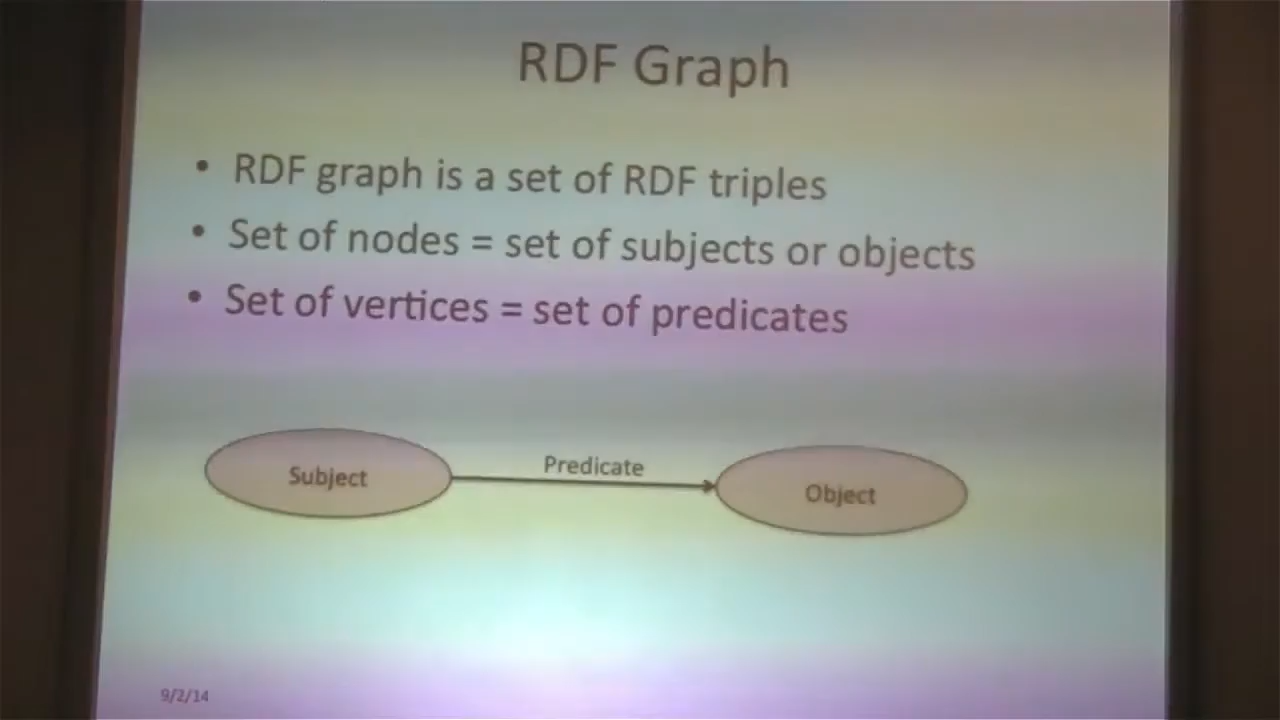 RDF Graph
• RDF graph is a set of RDF triples
• Set of nodes = set of subjects or objects
• Set of vertices = set of predicates
Predicate
Subject
Object
9/2/14